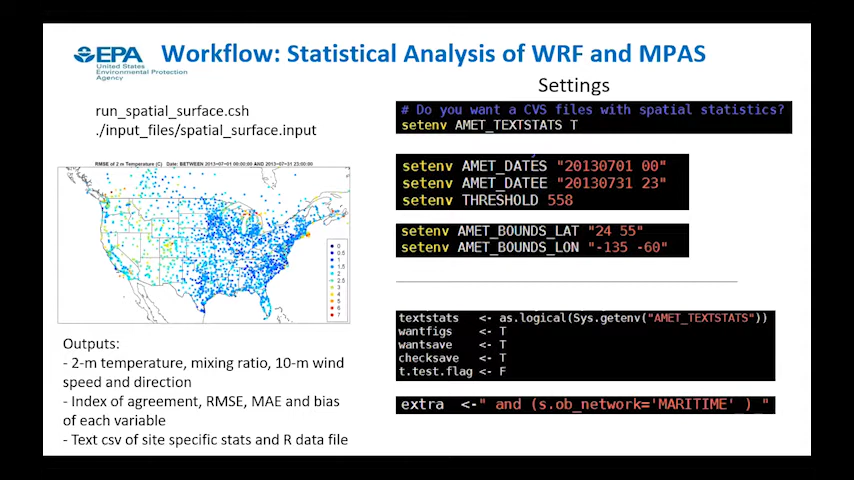 EPA
United States
Environmental Protection
Agency
Workflow: Statistical Analysis of WRF and MPAS
Settings
run_spatial_surface.csh
./input_files/spatial_surface.input
# Do you want a CVS files with spatial statistics?
setenv AMET_TEXTSTATS T
setenv AMET_DATES "20130701 00"
setenv AMET_DATEE "20130731 23"
setenv THRESHOLD 558
setenv AMET_BOUNDS_LAT "24 55"
setenv AMET_BOUNDS_LON "-135 -60"
RMSE of 2 m Temperature (C) Date: BETWEEN 2013-07-01 00:00:00 AND 2013-07-31 23:00:00
0
0.5
1
1.5
2
2.5
3
4
5
6
7
Outputs:
- 2-m temperature, mixing ratio, 10-m wind
speed and direction
- Index of agreement, RMSE, MAE and bias
of each variable
- Text csv of site specific stats and R data file
textstats <- as.logical(Sys.getenv("AMET_TEXTSTATS"))
wantfigs <- T
wantsave <- T
checksave <- T
t.test.flag <- F
extra <-" and (s.ob_network='MARITIME' ) "